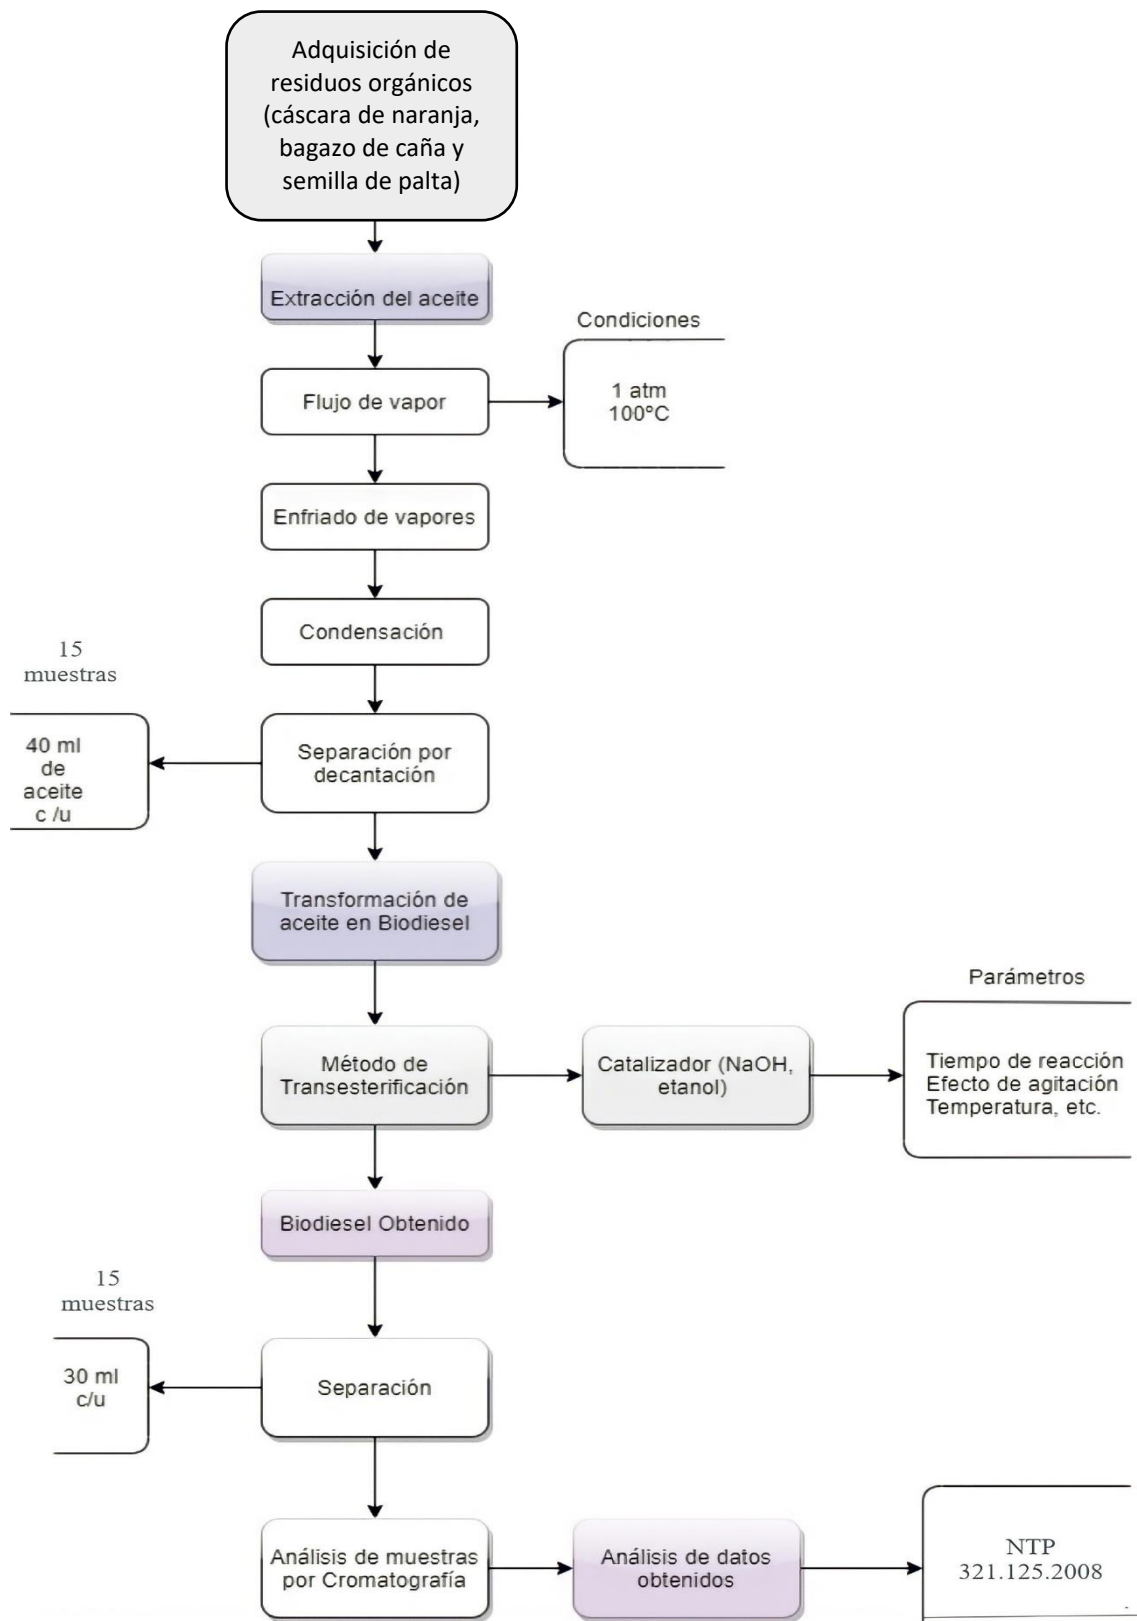 Adquisición de
residuos orgánicos
(cáscara de naranja,
bagazo de caña y
semilla de palta)
Extracción del aceite
Condiciones
Flujo de vapor
1 atm
100°C
Enfriado de vapores
Condensación
15
muestras
40 ml
de
aceite
c /u
Separación por
decantación
Transformación de
aceite en Biodiesel
Método de
Transesterificación
Catalizador (NaOH,
etanol)
Parámetros
Tiempo de reacción
Efecto de agitación
Temperatura, etc.
Biodiesel Obtenido
15
muestras
30 ml
c/u
Separación
Análisis de muestras
por Cromatografía
Análisis de datos
obtenidos
NTP
321.125.2008